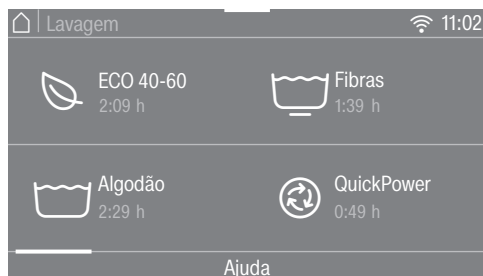 Lavagem 11:02
ECO 40-60
2:09 h
Fibras
1:39 h
Algodão
2:29 h
QuickPower
0:49 h
Ajuda